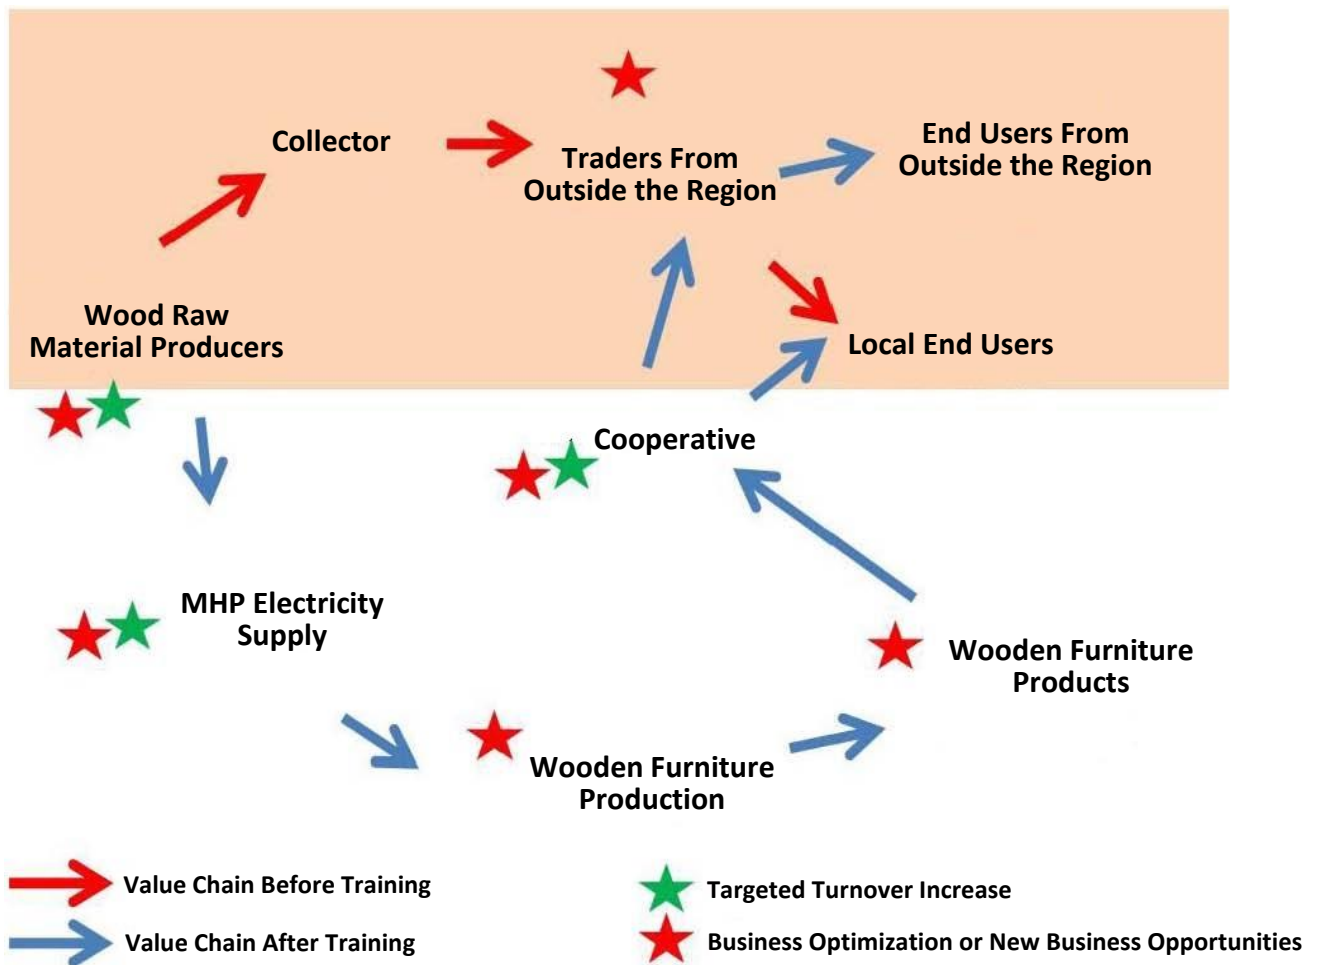 Collector
Traders From
Outside the Region
End Users From
Outside the Region
Wood Raw
Material Producers
Local End Users
Cooperative
MHP Electricity
Supply
Wooden Furniture
Products
Wooden Furniture
Production
Value Chain Before Training
Value Chain After Training
Targeted Turnover Increase
Business Optimization or New Business Opportunities